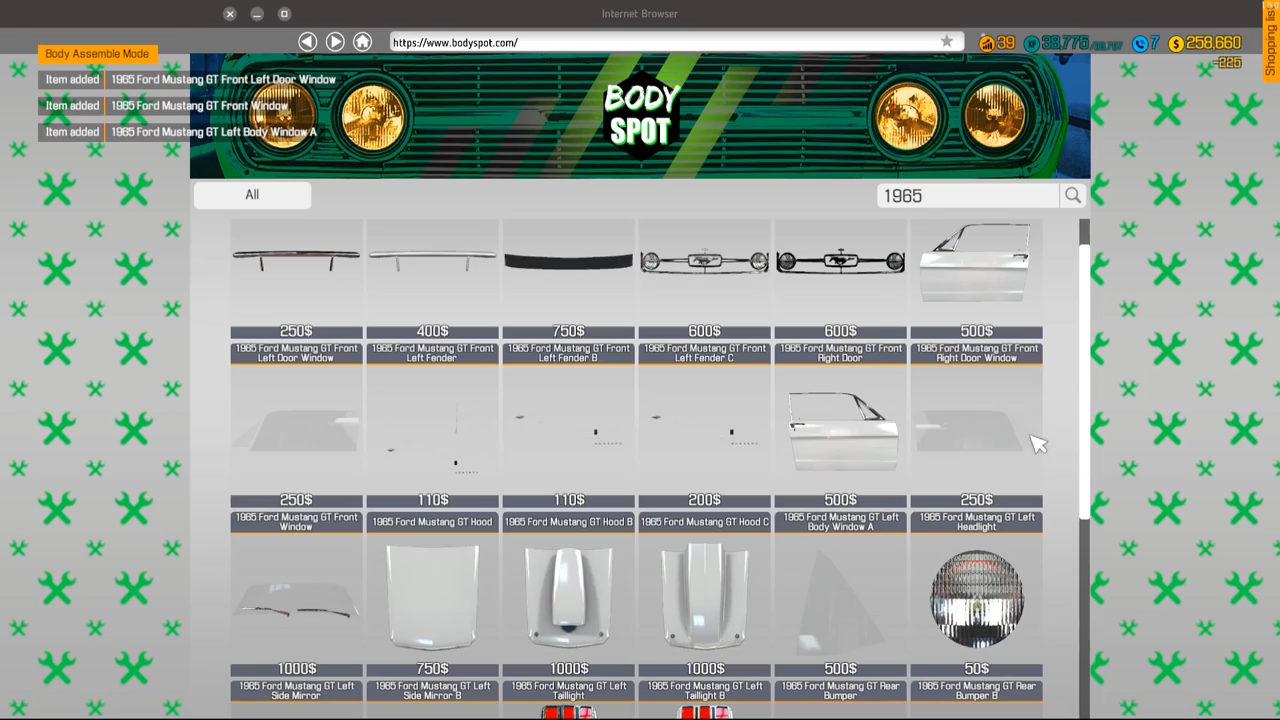 Internet Browser
https://www.bodyspot.com/
39
38,775
7
$ 258,660
-225
Shopping list
Body Assemble Mode
Item added 1965 Ford Mustang GT Front Left Door Window
Item added 1965 Ford Mustang GT Front Window
Item added 1965 Ford Mustang GT Left Body Window A
BODY
SPOT
All
1965
250$ 400$ 750$ 600$ 600$ 500$
1965 Ford Mustang GT Front Left Door Window
1965 Ford Mustang GT Front Left Fender
1965 Ford Mustang GT Front Left Fender B
1965 Ford Mustang GT Front Left Fender C
1965 Ford Mustang GT Front Right Door
1965 Ford Mustang GT Front Right Door Window
250$ 110$ 110$ 200$ 500$ 250$
1965 Ford Mustang GT Front Window
1965 Ford Mustang GT Hood
1965 Ford Mustang GT Hood B
1965 Ford Mustang GT Hood C
1965 Ford Mustang GT Left Body Window A
1965 Ford Mustang GT Left Headlight
1000$ 750$ 1000$ 1000$ 500$ 50$
1965 Ford Mustang GT Left Side Mirror
1965 Ford Mustang GT Left Side Mirror B
1965 Ford Mustang GT Left Taillight
1965 Ford Mustang GT Left Taillight B
1965 Ford Mustang GT Rear Bumper
1965 Ford Mustang GT Rear Bumper B